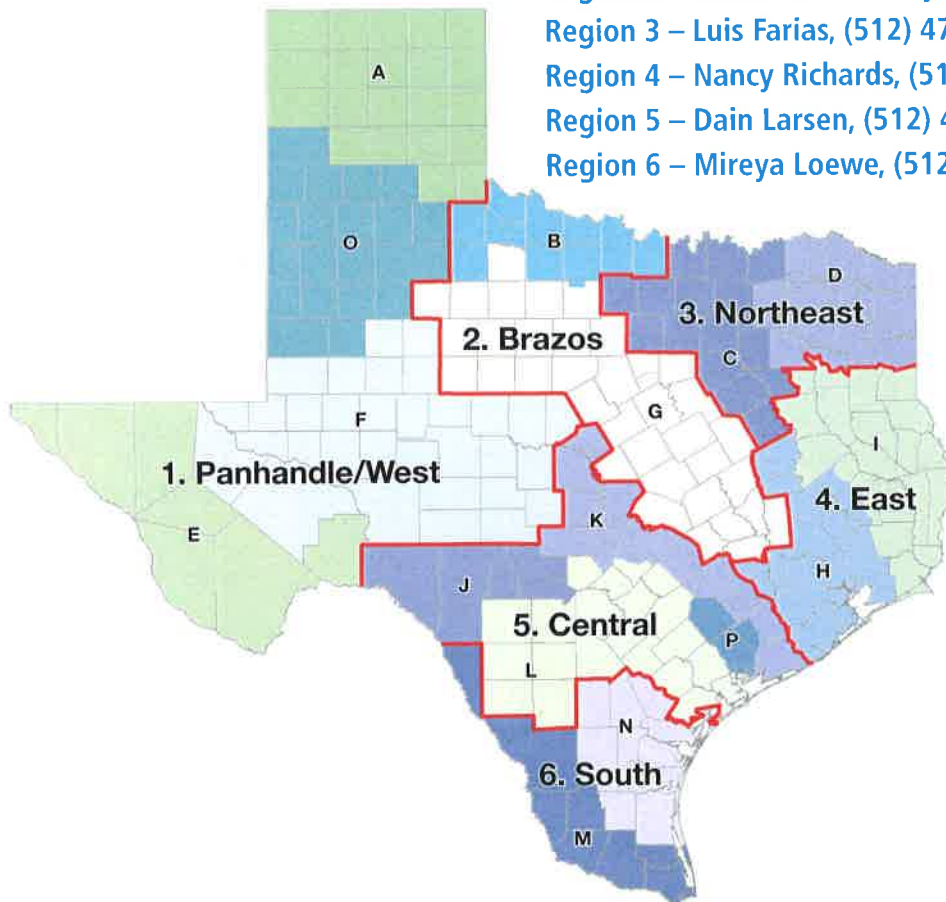 Region 3 – Luis Farias, (512) 47
Region 4 – Nancy Richards, (51
Region 5 – Dain Larsen, (512) 4
Region 6 – Mireya Loewe, (512
A
O
B
D
3. Northeast
2. Brazos
C
G
F
I
1. Panhandle/West
4. East
K
E
H
J
5. Central
P
L
N
6. South
M